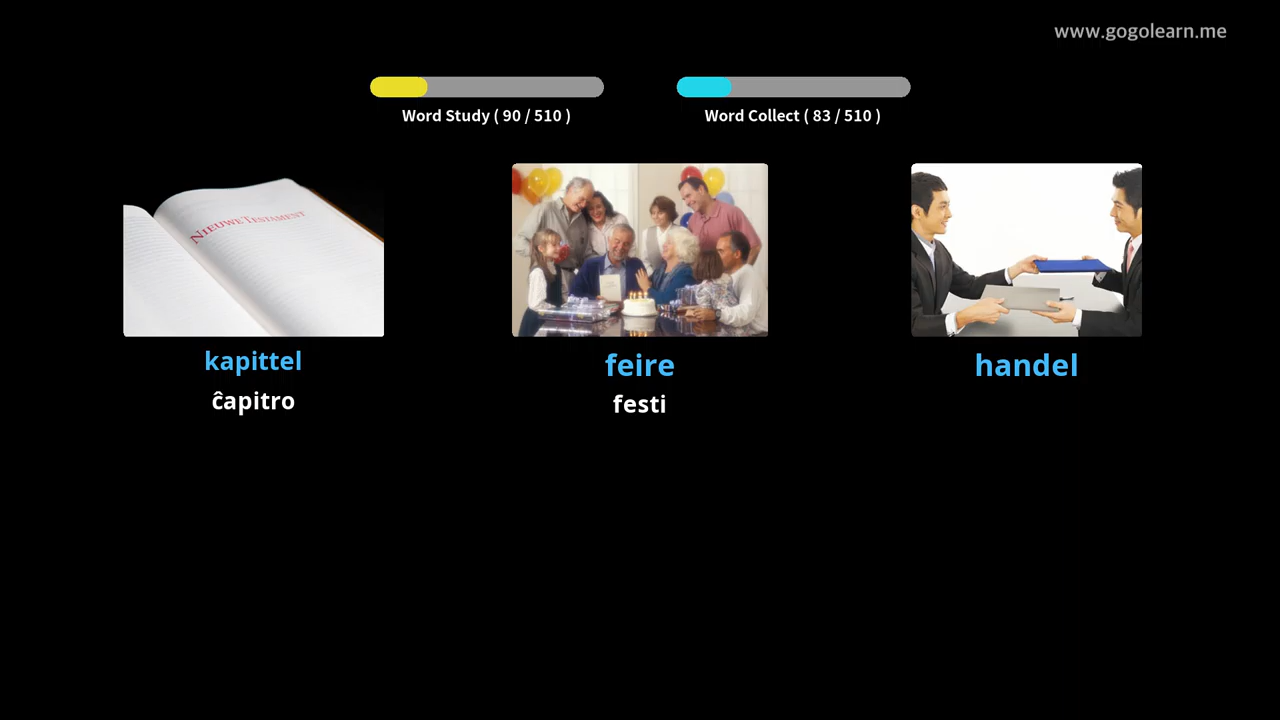 www.gogolearn.me
Word Study ( 90 / 510 )
Word Collect ( 83 / 510 )
NIEUWE TESTAMENT
kapittel
feire
handel
ĉapitro
festi